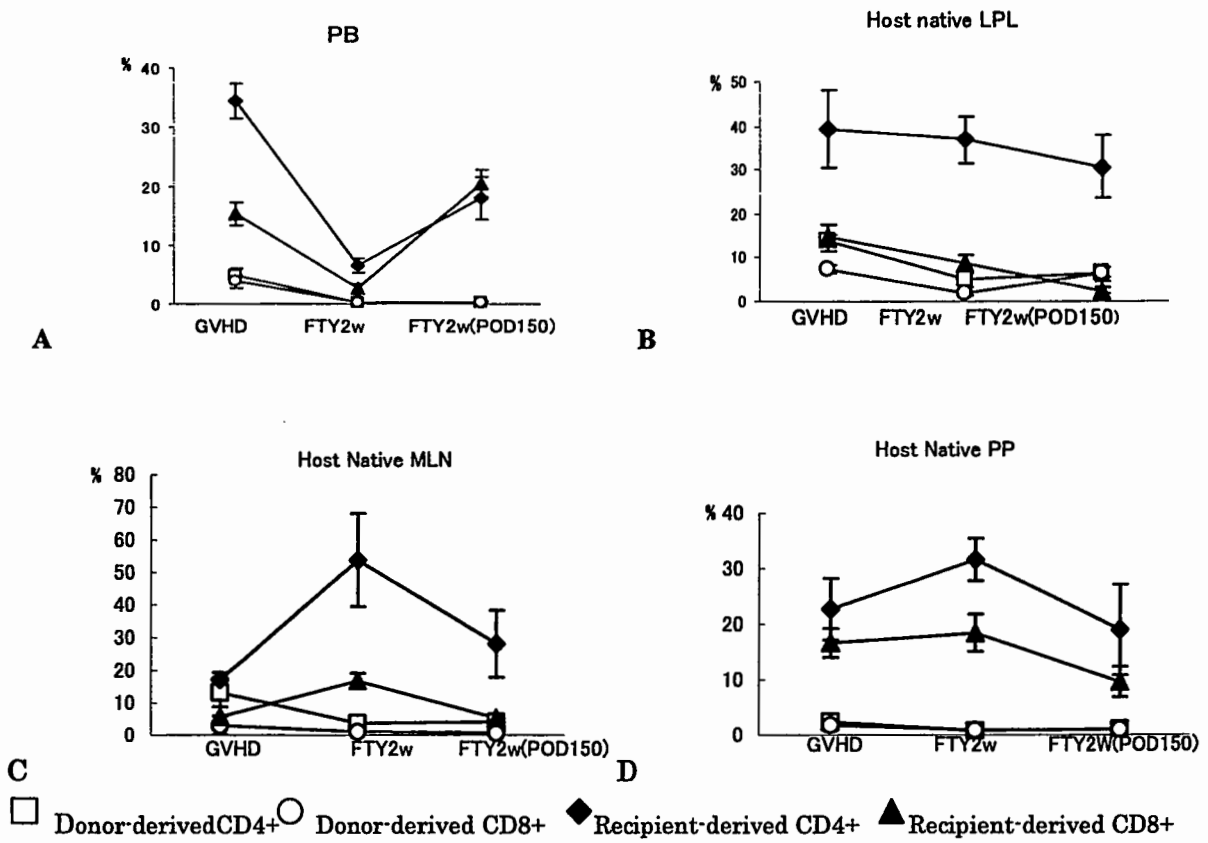 PB
%
40
30
20
10
0
GVHD FTY2w FTY2w(POD150)
A
Host native LPL
% 50
40
30
20
10
0
GVHD FTY2w FTY2w(POD150)
B
Host Native MLN
% 80
70
60
50
40
30
20
10
0
GVHD FTY2w FTY2w(POD150)
C
Host Native PP
% 40
30
20
10
0
GVHD FTY2w FTY2W(POD150)
D
Donor-derivedCD4+ Donor-derived CD8+ Recipient-derived CD4+ Recipient-derived CD8+